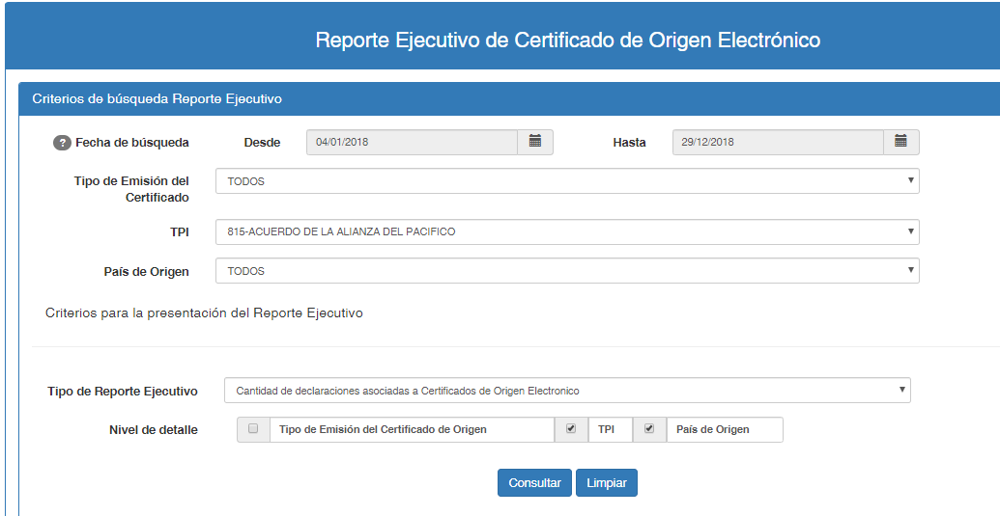 Reporte Ejecutivo de Certificado de Origen Electrónico
Criterios de búsqueda Reporte Ejecutivo
? Fecha de búsqueda Desde 04/01/2018 Hasta 29/12/2018
Tipo de Emisión del Certificado TODOS
TPI 815-ACUERDO DE LA ALIANZA DEL PACIFICO
País de Origen TODOS
Criterios para la presentación del Reporte Ejecutivo
Tipo de Reporte Ejecutivo Cantidad de declaraciones asociadas a Certificados de Origen Electronico
Nivel de detalle Tipo de Emisión del Certificado de Origen TPI País de Origen
Consultar Limpiar